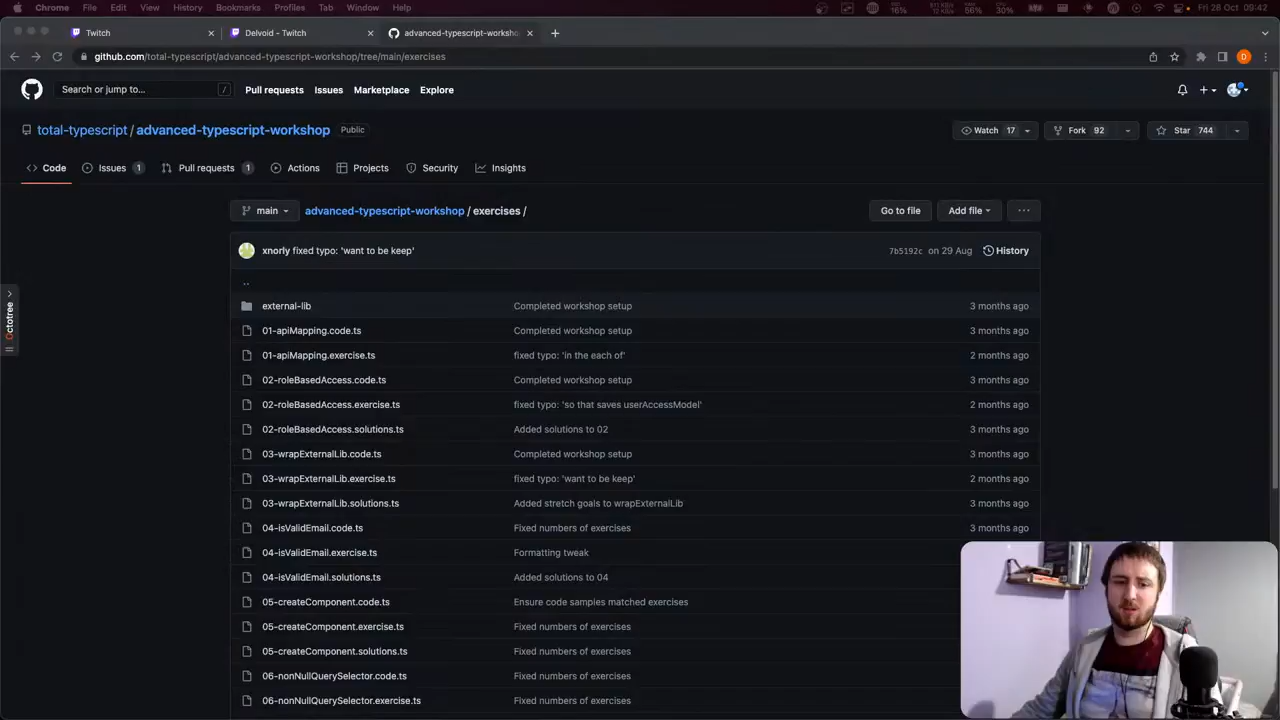 Chrome File Edit View History Bookmarks Profiles Tab Window Help 16% 56% 30% Fri 28 Oct 09:42
Twitch Delvoid - Twitch advanced-typescript-worksho
github.com/total-typescript/advanced-typescript-workshop/tree/main/exercises D
Search or jump to... / Pull requests Issues Marketplace Explore
total-typescript / advanced-typescript-workshop Public Watch 17 Fork 92 Star 744
Code Issues 1 Pull requests 1 Actions Projects Security Insights
main advanced-typescript-workshop / exercises / Go to file Add file ...
xnorly fixed typo: 'want to be keep' 7b5192c on 29 Aug History
..
Octotree
external-lib Completed workshop setup 3 months ago
01-apiMapping.code.ts Completed workshop setup 3 months ago
01-apiMapping.exercise.ts fixed typo: 'in the each of' 2 months ago
02-roleBasedAccess.code.ts Completed workshop setup 3 months ago
02-roleBasedAccess.exercise.ts fixed typo: 'so that saves userAccessModel' 2 months ago
02-roleBasedAccess.solutions.ts Added solutions to 02 3 months ago
03-wrapExternalLib.code.ts Completed workshop setup 3 months ago
03-wrapExternalLib.exercise.ts fixed typo: 'want to be keep' 2 months ago
03-wrapExternalLib.solutions.ts Added stretch goals to wrapExternalLib 3 months ago
04-isValidEmail.code.ts Fixed numbers of exercises 3 months ago
04-isValidEmail.exercise.ts Formatting tweak
04-isValidEmail.solutions.ts Added solutions to 04
05-createComponent.code.ts Ensure code samples matched exercises
05-createComponent.exercise.ts Fixed numbers of exercises
05-createComponent.solutions.ts Fixed numbers of exercises
06-nonNullQuerySelector.code.ts Fixed numbers of exercises
06-nonNullQuerySelector.exercise.ts Fixed numbers of exercises